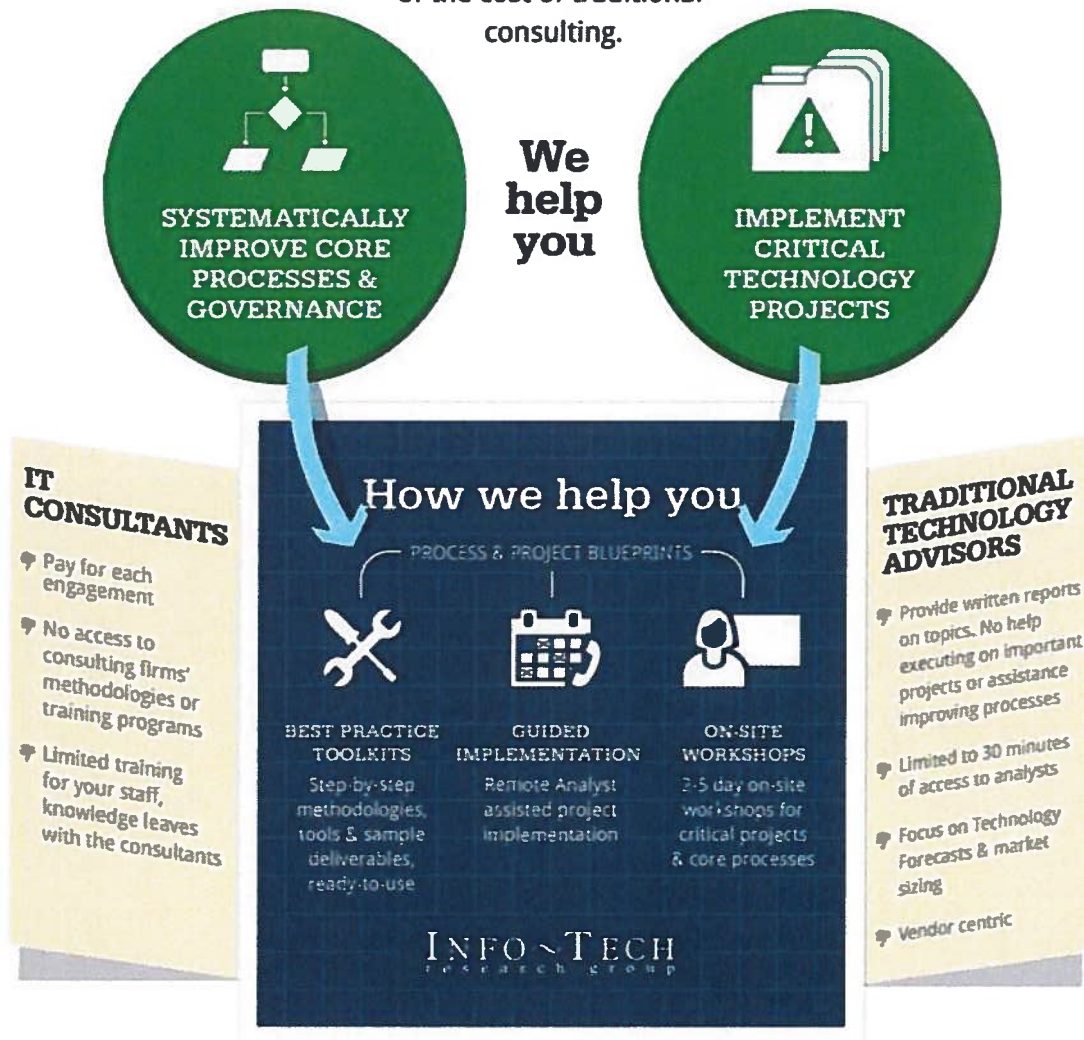 consulting.
We
help
you
SYSTEMATICALLY
IMPROVE CORE
PROCESSES &
GOVERNANCE
IMPLEMENT
CRITICAL
TECHNOLOGY
PROJECTS
IT
CONSULTANTS
Pay for each
engagement
No access to
consulting firms'
methodologies or
training programs
Limited training
for your staff,
knowledge leaves
with the consultants
How we help you
PROCESS & PROJECT BLUEPRINTS
BEST PRACTICE
TOOLKITS
Step-by-step
methodologies,
tools & sample
deliverables,
ready-to-use
GUIDED
IMPLEMENTATION
Remote Analyst
assisted project
implementation
ON-SITE
WORKSHOPS
2-5 day on-site
workshops for
critical projects
& core processes
INFO~TECH
research group
TRADITIONAL
TECHNOLOGY
ADVISORS
Provide written reports
on topics. No help
executing on important
projects or assistance
improving processes
Limited to 30 minutes
of access to analysts
Focus on Technology
Forecasts & market
sizing
Vendor centric